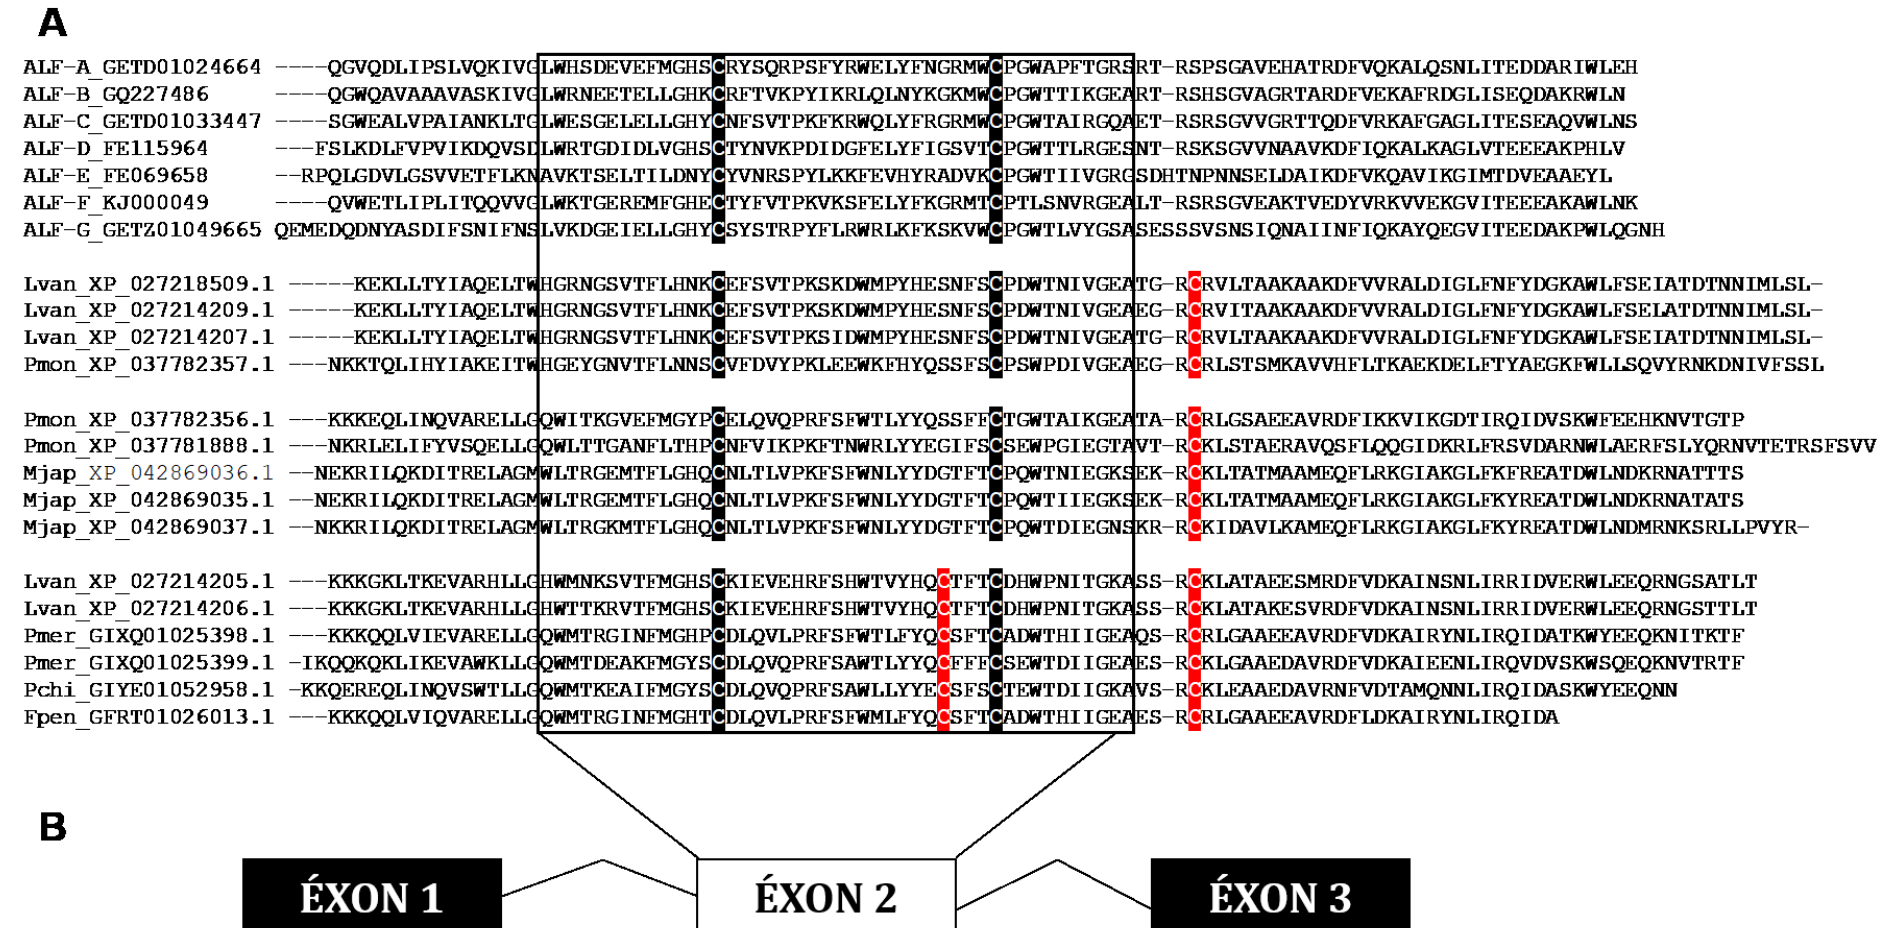 A
ALF-A_GETD01024664 ----QGVQDLIPSLVQKIVGLWHSDEVEFMGHSCRYSQRPSFYRWELYFNGRMWCPGWAPFTGRSRT-RSPSGAVEHATRDFVQKALQSNLITEDDARIWLEH
ALF-B_GQ227486 ----QGWQAVAAAVASKIVGLWRNEETELLGHKCRFTVKPYIKRLQLNYKGKMWCPGWTTIKGEART-RSHSGVAGRTARDFVEKAFRDGLISEQDAKRWLN
ALF-C_GETD01033447 ----SGWEALVPAIANKLTGLWESGELELLGHYCNFSVTPKFKRWQLYFRGRMWCPGWTAIRGQAET-RSRSGVVGRTTQDFVRKAFGAGLITESEAQVWLNS
ALF-D_FE115964 ---FSLKDLFVPVIKDQVSDLWRTGDIDLVGHSCTYNVKPDIDGFELYFIGSVTCPGWTTLRGESNT-RSKSGVVNAAVKDFIQKALKAGLVTEEEAKPHLV
ALF-E_FE069658 --RPQLGDVLGSVVETFLKNAVKTSELTILDNYCYVNRSPYLKKFEVHYRADVKCPGWTIIVGRGSDHTNPNNSELDAIKDFVKQAVIKGIMTDVEAAEYL
ALF-F_KJ000049 ----QVWETLIPLITQQVVGLWKTGEREMFGHECTYFVTPKVKSFELYFKGRMTCPTLSNVRGEALT-RSRSGVEAKTVEDYVRKVVEKGVITEEEAKAWLNK
ALF-G_GETZ01049665 QEMEDQDNYASDIFSNIFNSLVKDGEIELLGHYCSYSTRPYFLRWRLKFKSKVWCPGWTLVYGSASESSSVSNSIQNAIINFIQKAYQEGVITEEDAKPWLQGNH
Lvan_XP_027218509.1 -----KEKLLTYIAQELTWHGRNGSVTFLHNKCEFSVTPKSKDWMPYHESNFSCPDWTNIVGEATG-RCRVLTAAKAAKDFVVRALDIGLFNFYDGKAWLFSEIATDTNNIMLSL-
Lvan_XP_027214209.1 -----KEKLLTYIAQELTWHGRNGSVTFLHNKCEFSVTPKSKDWMPYHESNFSCPDWTNIVGEAEG-RCRVITAAKAAKDFVVRALDIGLFNFYDGKAWLFSELATDTNNIMLSL-
Lvan_XP_027214207.1 -----KEKLLTYIAQELTWHGRNGSVTFLHNKCEFSVTPKSIDWMPYHESNFSCPDWTNIVGEAEG-RCRVLTAAKAAKDFVVRALDIGLFNFYDGKAWLFSEIATDTNNIMLSL-
Pmon_XP_037782357.1 ---NKKTQLIHYIAKEITWHGEYGNVTFLNNSCVFDVYPKLEEWKFHYQSSFSCPSWPDIVGEAEG-RCRLSTSMKAVVHFLTKAEKDELFTYAEGKFWLLSQVYRNKDNIVFSSL
Pmon_XP_037782356.1 ---KKKEQLINQVARELLGQWITKGVEFMGYPCELQVQPRFSFWTLYYQSSFFCTGWTAIKGEATA-RCRLGSAEEAVRDFIKKVIKGDTIRQIDVSKWFEEHKNVTGTP
Pmon_XP_037781888.1 ---NKRLELIFYVSQELLGQWLTTGANFLTHPCNFVIKPKFTNWRLYYEGIFSCSEWPGIEGTAVT-RCKLSTAERAVQSFLQQGIDKRLFRSVDARNWLAERFSLYQRNVTETRSFSVV
Mjap_XP_042869036.1 --NEKRILQKDITRELAGMWLTRGEMTFLGHQCNLTLVPKFSFWNLYYDGTFTCPQWTNIEGKSEK-RCKLTATMAAMEQFLRKGIAKGLFKFREATDWLNDKRNATTTS
Mjap_XP_042869035.1 --NEKRILQKDITRELAGMWLTRGEMTFLGHQCNLTLVPKFSFWNLYYDGTFTCPQWTIIEGKSEK-RCKLTATMAAMEQFLRKGIAKGLFKYREATDWLNDKRNATATS
Mjap_XP_042869037.1 --NKKRILQKDITRELAGMWLTRGKMTFLGHQCNLTLVPKFSFWNLYYDGTFTCPQWTDIEGNSKR-RCKIDAVLKAMEQFLRKGIAKGLFKYREATDWLNDMRNKSRLLPVYR-
Lvan_XP_027214205.1 ---KKKGKLTKEVARHLLGHWMNKSVTFMGHSCKIEVEHRFSHWTVYHQCTFTCDHWPNITGKASS-RCKLATAEESMRDFVDKAINSNLIRRIDVERWLEEQRNGSATLT
Lvan_XP_027214206.1 ---KKKGKLTKEVARHLLGHWTTKRVTFMGHSCKIEVEHRFSHWTVYHQCTFTCDHWPNITGKASS-RCKLATAKESVRDFVDKAINSNLIRRIDVERWLEEQRNGSTTLT
Pmer_GIXQ01025398.1 ---KKKQQLVIEVARELLGQWMTRGINFMGHPCDLQVLPRFSFWTLFYQCSFTCADWTHIIGEAQS-RCRLGAAEEAVRDFVDKAIRYNLIRQIDATKWYEEQKNITKTF
Pmer_GIXQ01025399.1 -IKQQKQKLIKEVAWKLLGQWMTDEAKFMGYSCDLQVQPRFSAWTLYYQCFFFCSEWTDIIGEAES-RCKLGAAEDAVRDFVDKAIEENLIRQVDVSKWSQEQKNVTRTF
Pchi_GIYE01052958.1 -KKQEREQLINQVSWTLLGQWMTKEAIFMGYSCDLQVQPRFSAWLLYYECSFSCTEWTDIIGKAVS-RCKLEAAEDAVRNFVDTAMQNNLIRQIDASKWYEEQNN
Fpen_GFRT01026013.1 ---KKKQQLVIQVARELLGQWMTRGINFMGHTCDLQVLPRFSFWMLFYQCSFTCADWTHIIGEAES-RCRLGAAEEAVRDFLDKAIRYNLIRQIDA
B
ÉXON 1 ÉXON 2 ÉXON 3